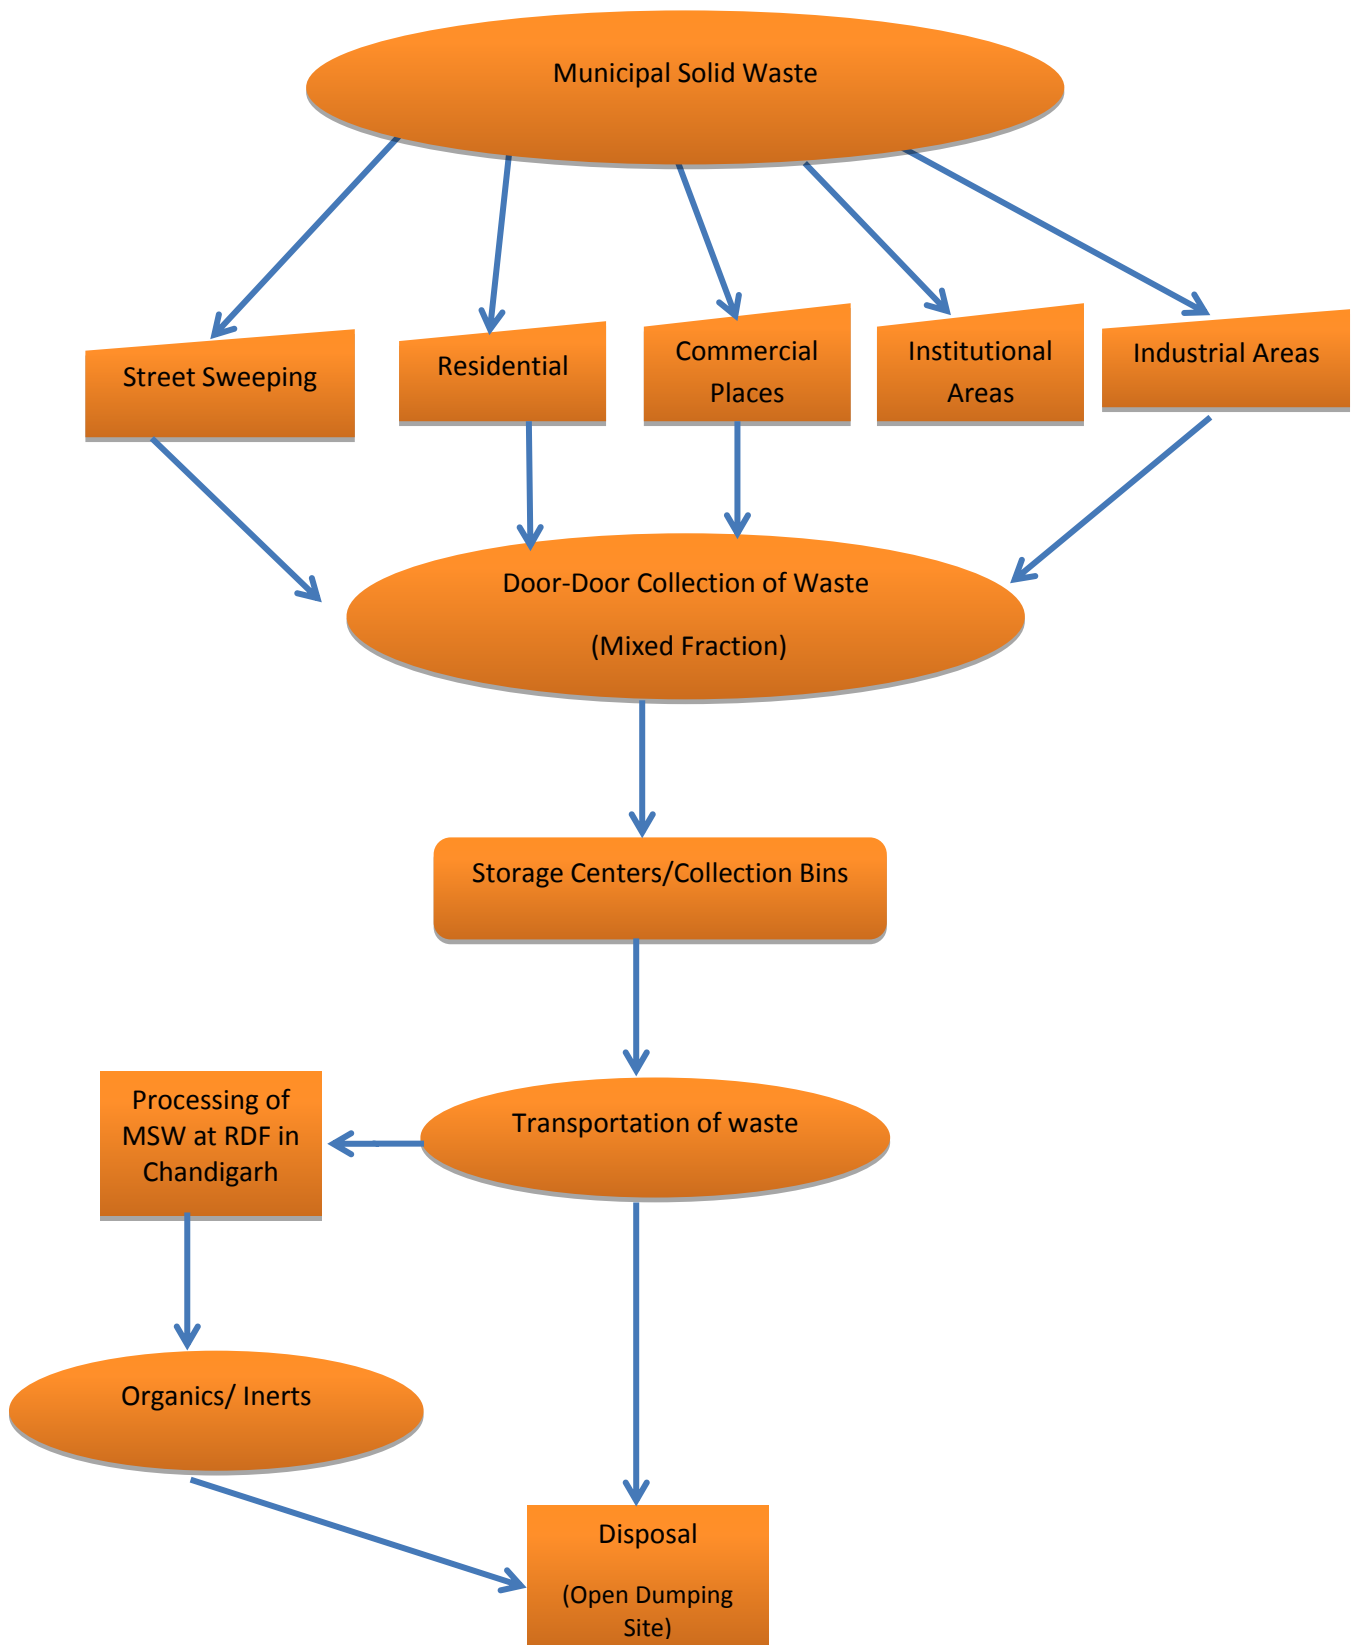 Municipal Solid Waste
Street Sweeping
Residential
Commercial
Places
Institutional
Areas
Industrial Areas
Door-Door Collection of Waste
(Mixed Fraction)
Storage Centers/Collection Bins
Processing of
MSW at RDF in
Chandigarh
Transportation of waste
Organics/ Inerts
Disposal
(Open Dumping
Site)